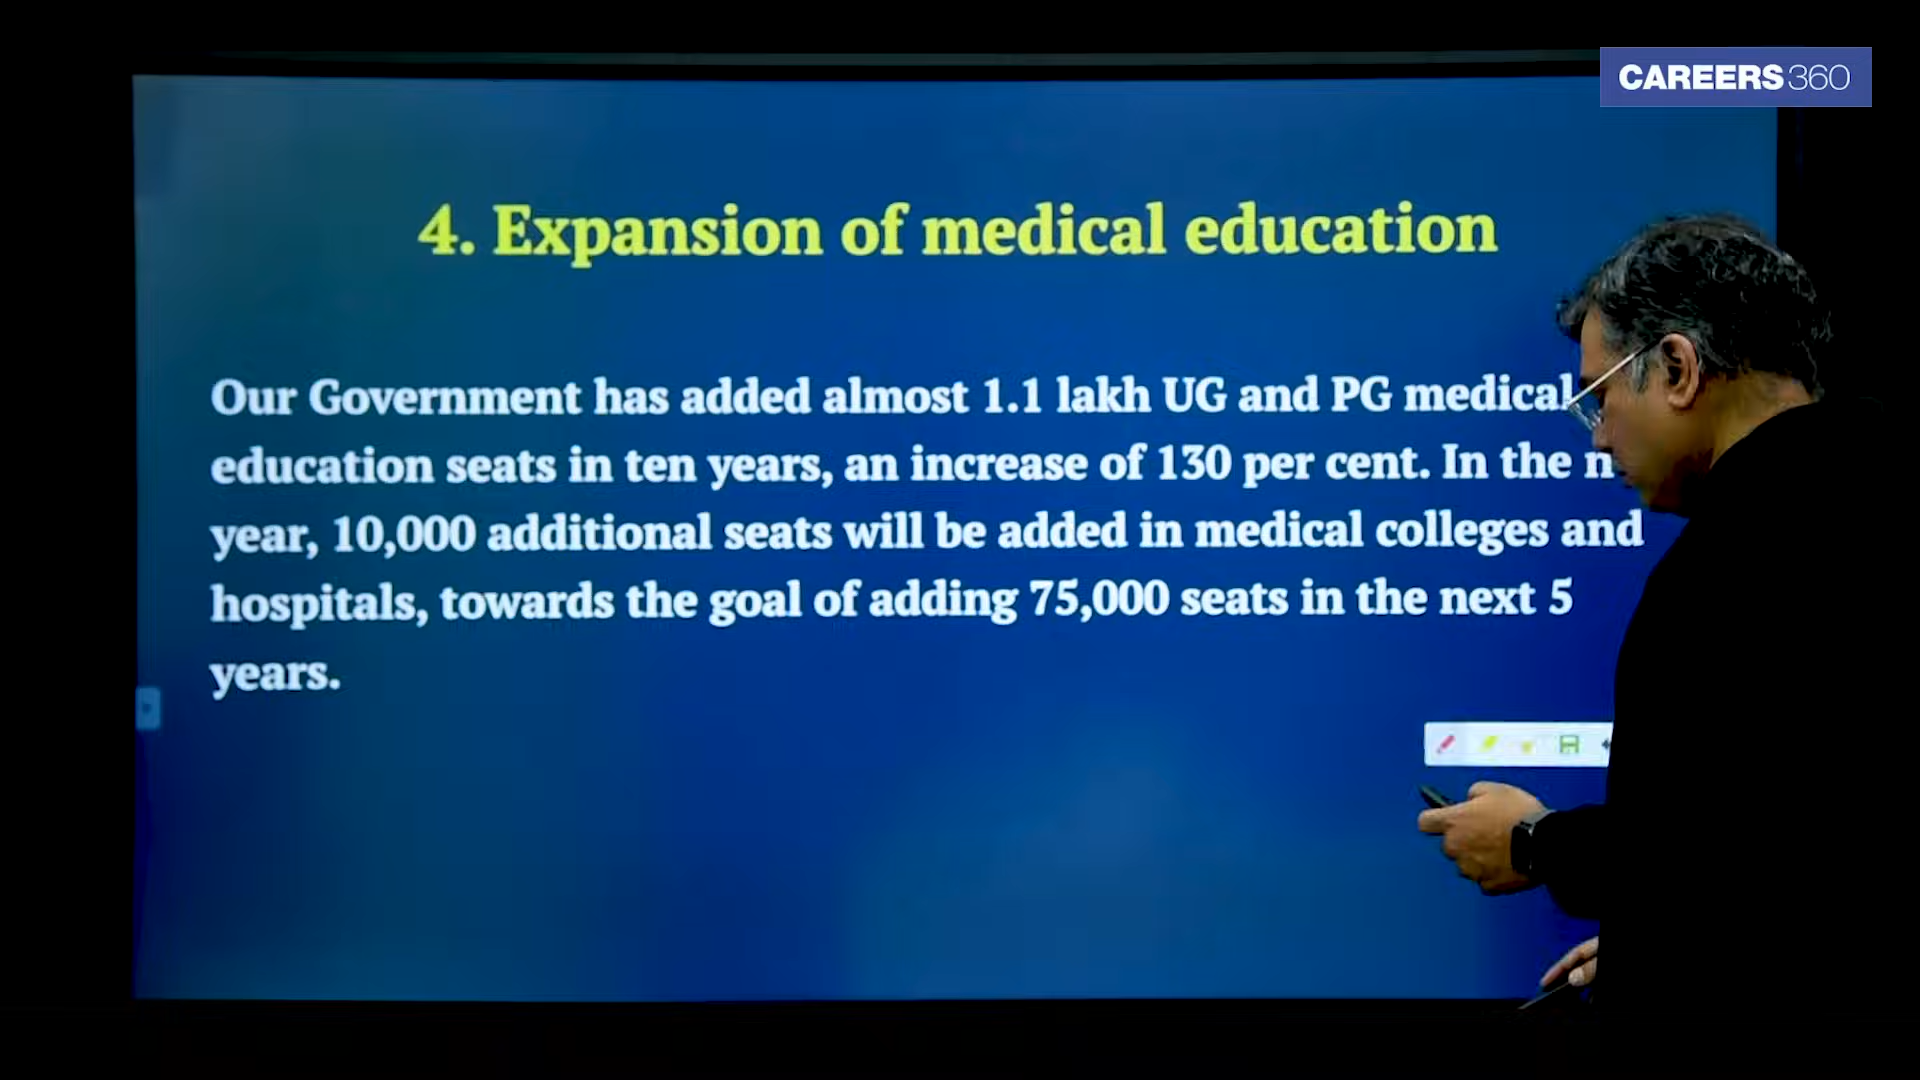 CAREERS360
4. Expansion of medical education
Our Government has added almost 1.1 lakh UG and PG medical
education seats in ten years, an increase of 130 per cent. In the
year, 10,000 additional seats will be added in medical colleges and
hospitals, towards the goal of adding 75,000 seats in the next 5
years.